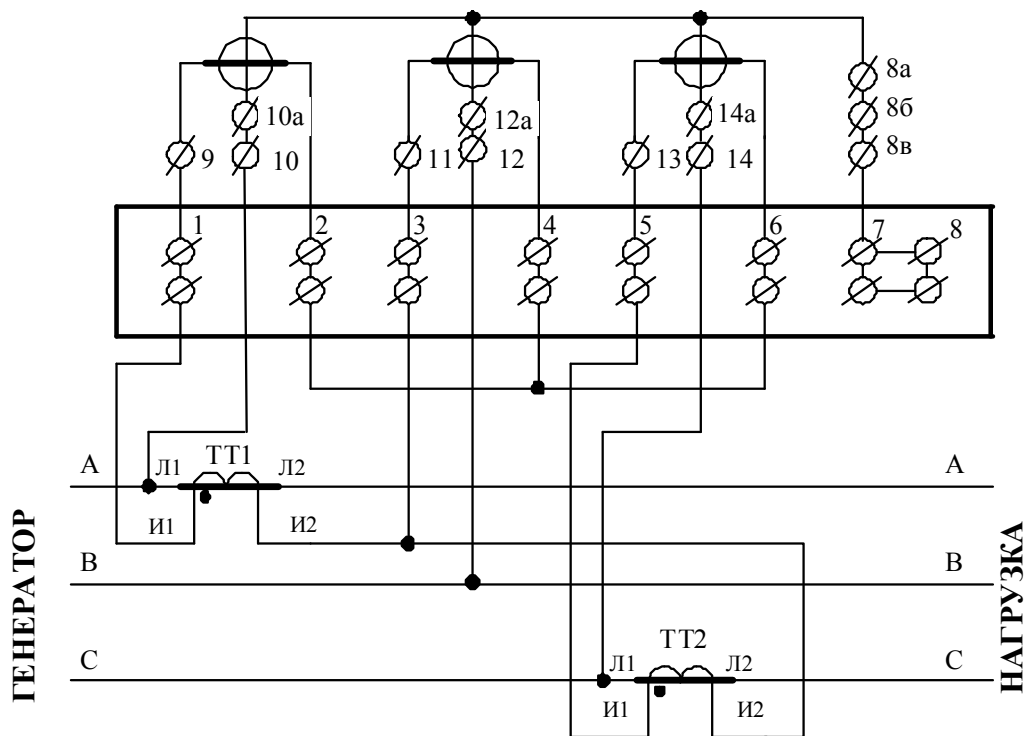 8а
10а
12а
14а
8б
9
10
11
12
13
14
8в
1
2
3
4
5
6
7
8
А
Л1
ТТ1
Л2
А
И1
И2
В
В
С
Л1
ТТ2
Л2
С
И1
И2
ГЕНЕРАТОР
НАГРУЗКА